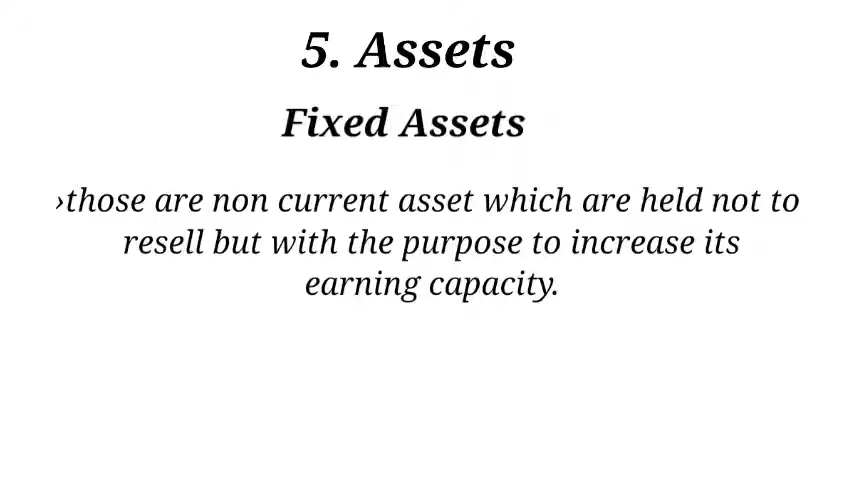 5. Assets
Fixed Assets
›those are non current asset which are held not to
resell but with the purpose to increase its
earning capacity.